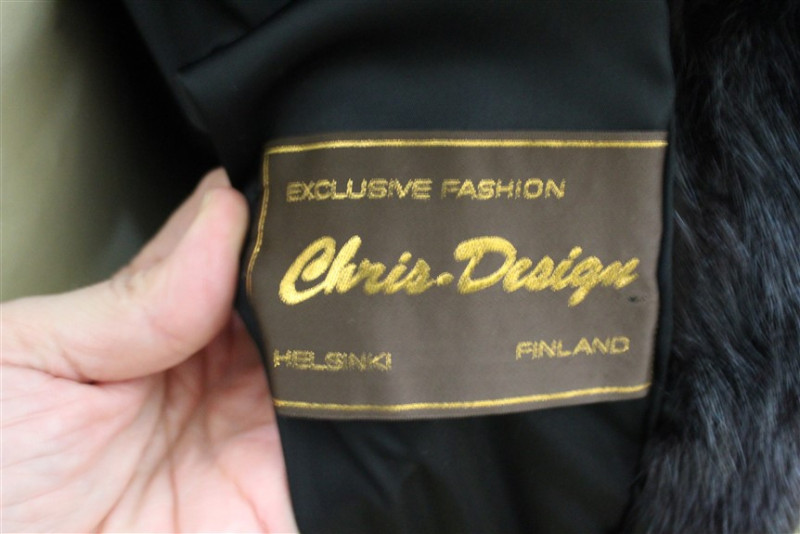 EXCLUSIVE FASHION
Chris-Design
HELSINKI FINLAND